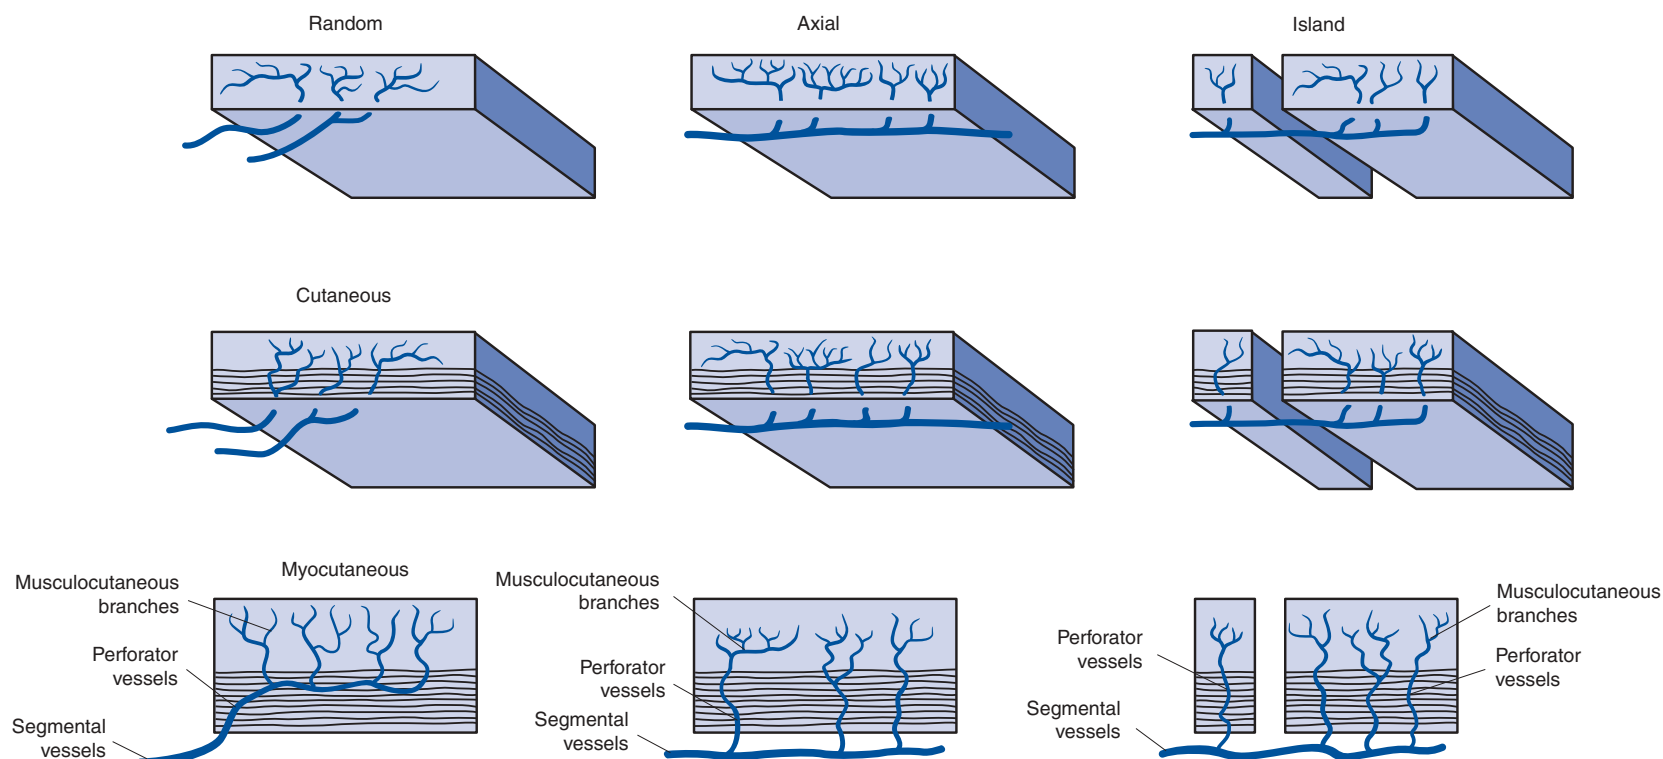 Random
Axial
Island
Cutaneous
Myocutaneous
Musculocutaneous
branches
Perforator
vessels
Segmental
vessels
Musculocutaneous
branches
Perforator
vessels
Segmental
vessels
Perforator
vessels
Segmental
vessels
Musculocutaneous
branches
Perforator
vessels